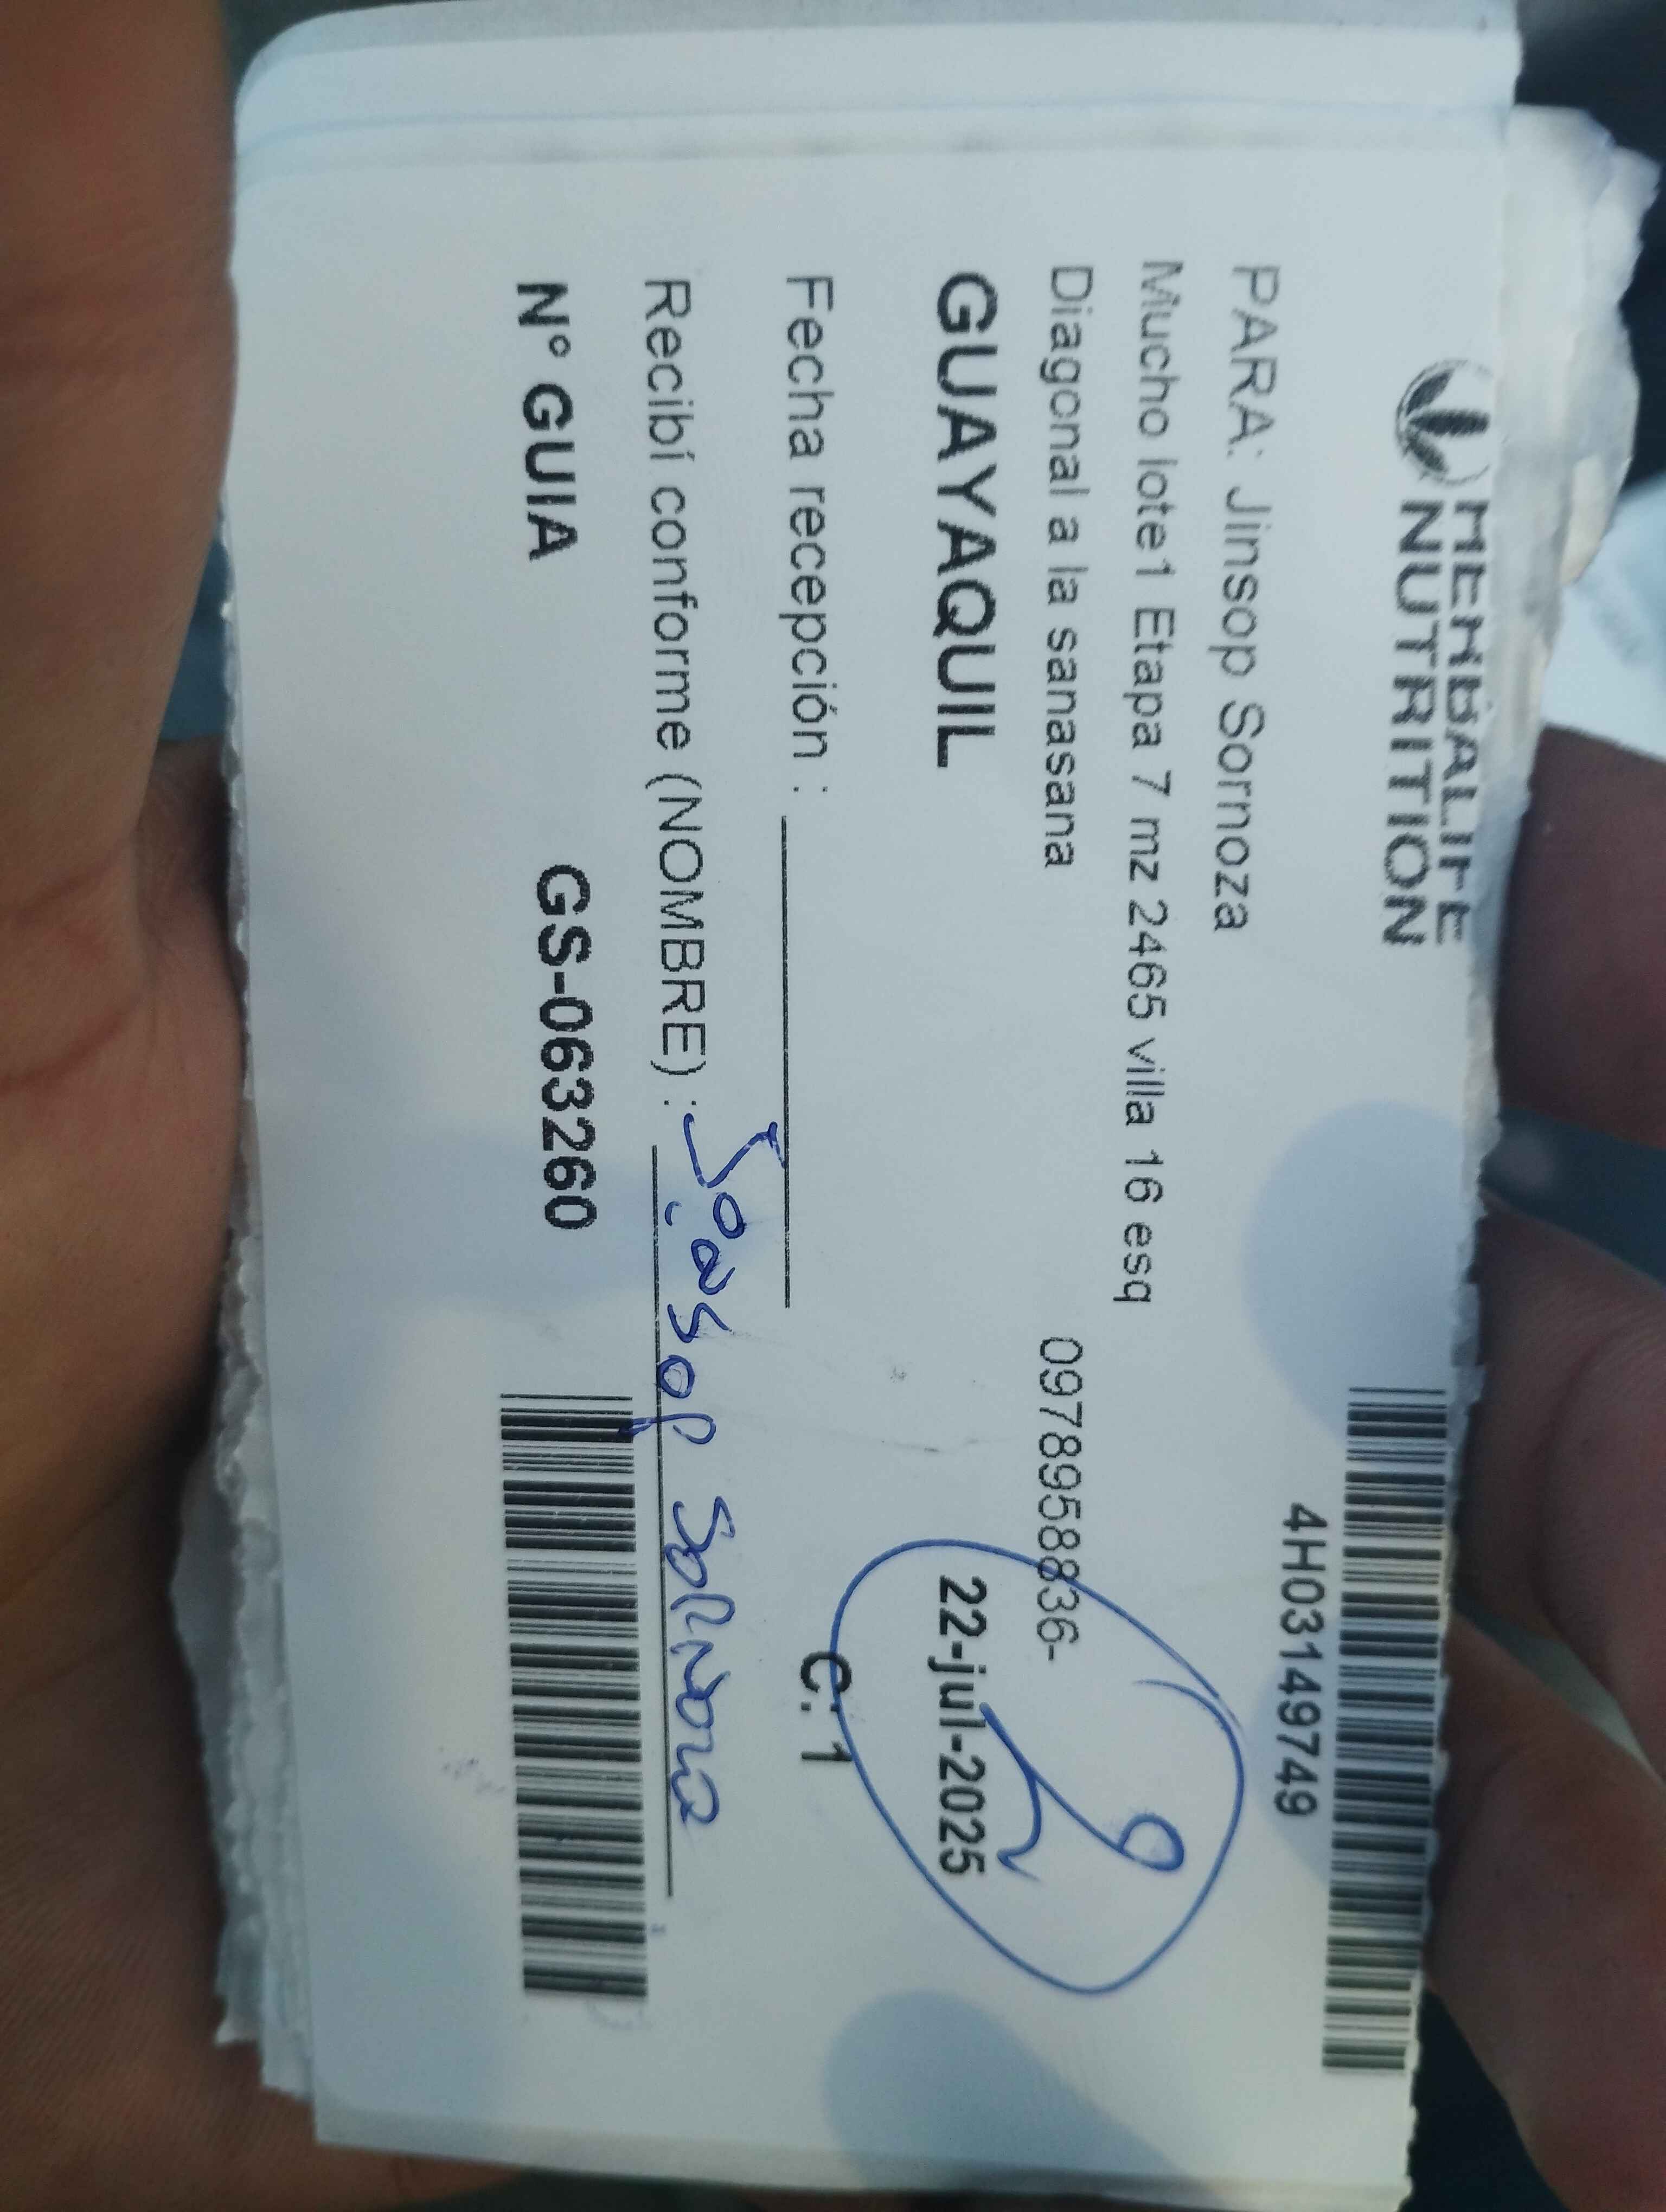 HERBALIFE
NUTRITION
4H03149749
PARA: Jinsop Sornoza
Mucho lote1 Etapa 7 mz 2465 villa 16 esq
Diagonal a la sanasana 0978958836-
GUAYAQUIL 22-jul-2025
Fecha recepción : C: 1
Recibí conforme (NOMBRE) : Jinsop Sornoza
N° GUIA GS-063260